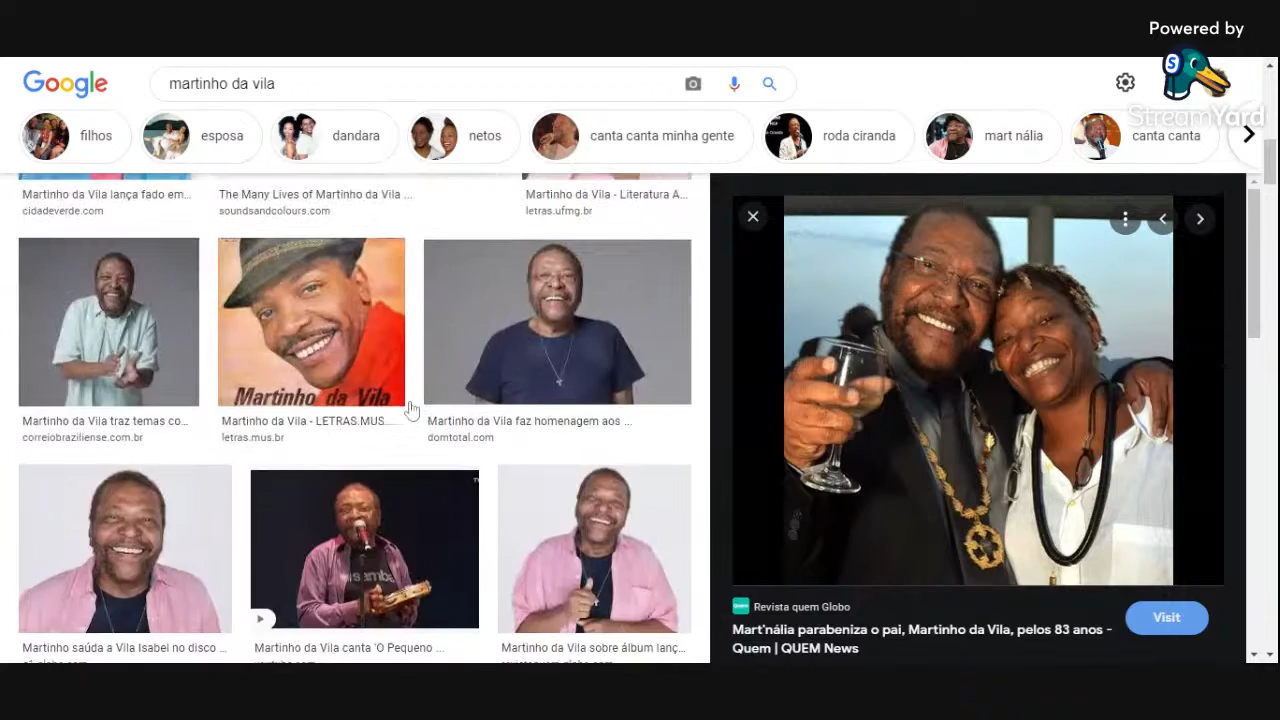 Powered by
StreamYard
Google
martinho da vila
filhos
esposa
dandara
netos
canta canta minha gente
roda ciranda
mart nália
canta canta
Martinho da Vila lança fado em...
cidadeverde.com
The Many Lives of Martinho da Vila ...
soundsandcolours.com
Martinho da Vila - Literatura A...
letras.ufmg.br
Martinho da Vila
Martinho da Vila traz temas co...
correiobraziliense.com.br
Martinho da Vila - LETRAS.MUS....
letras.mus.br
Martinho da Vila faz homenagem aos ...
domtotal.com
Martinho saúda a Vila Isabel no disco ...
Martinho da Vila canta 'O Pequeno ...
Martinho da Vila sobre álbum lanç...
Revista quem Globo
Visit
Mart'nália parabeniza o pai, Martinho da Vila, pelos 83 anos -
Quem | QUEM News